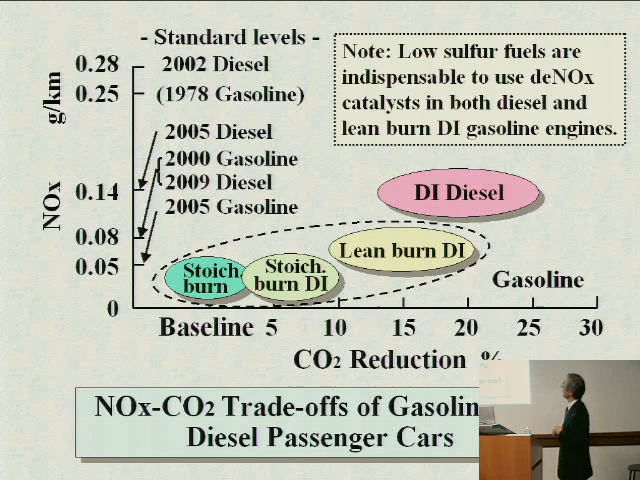 - Standard levels -
0.28 2002 Diesel
0.25 (1978 Gasoline)
g/km
2005 Diesel
2000 Gasoline
2009 Diesel
2005 Gasoline
Note: Low sulfur fuels are
indispensable to use deNOx
catalysts in both diesel and
lean burn DI gasoline engines.
NOx
0.14
0.08
0.05
0
DI Diesel
Lean burn DI
Stoich.
burn DI
Stoich
burn
Gasoline
Baseline 5 10 15 20 25 30
CO2 Reduction %
NOx-CO2 Trade-offs of Gasolin
Diesel Passenger Cars